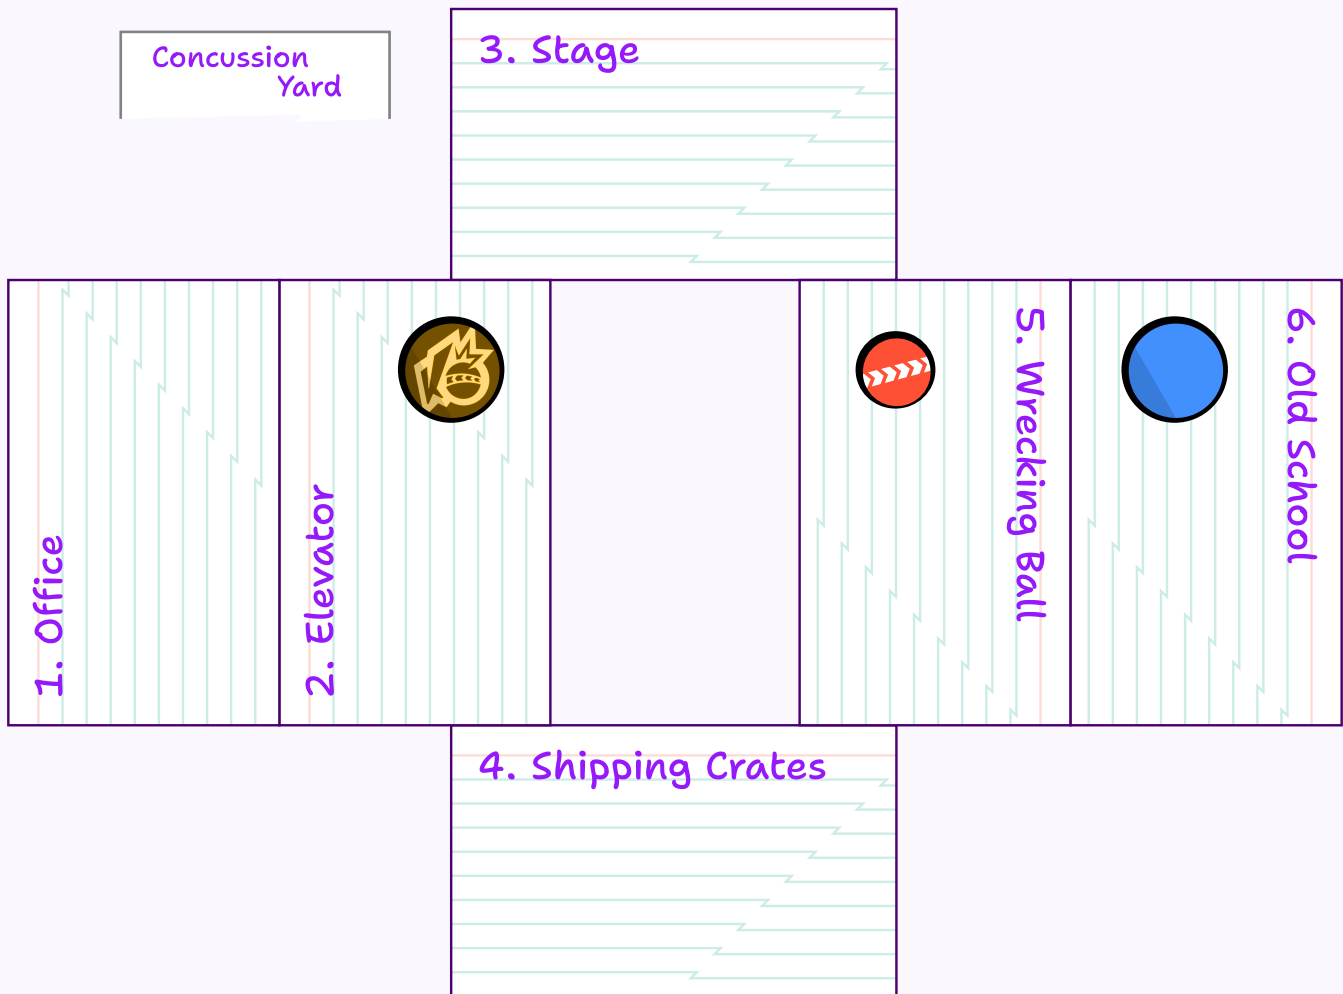 Concussion
Yard
3. Stage
1. Office
2. Elevator
5. Wrecking Ball
6. Old School
4. Shipping Crates